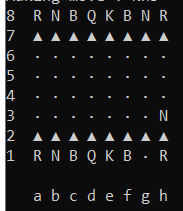 8 R N B Q K B N R
7 ▲ ▲ ▲ ▲ ▲ ▲ ▲ ▲
6 . . . . . . . .
5 . . . . . . . .
4 . . . . . . . .
3 . . . . . . . N
2 ▲ ▲ ▲ ▲ ▲ ▲ ▲ ▲
1 R N B Q K B . R
a b c d e f g h